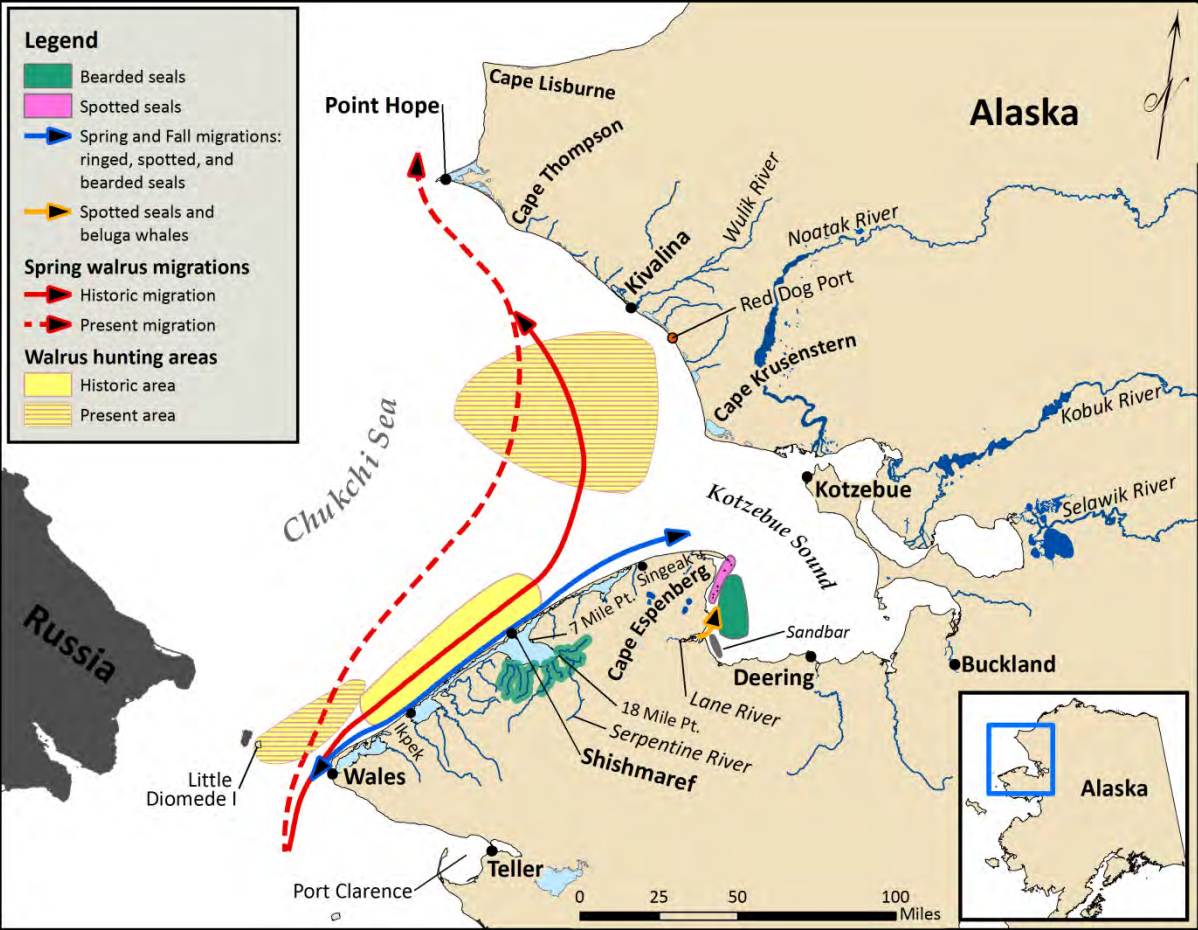 Legend
Bearded seals
Spotted seals
Spring and Fall migrations:
ringed, spotted, and
bearded seals
Spotted seals and
beluga whales
Spring walrus migrations
Historic migration
Present migration
Walrus hunting areas
Historic area
Present area
Cape Lisburne
Point Hope
Alaska
N
Cape Thompson
Wulik River
Noatak River
Kivalina
Red Dog Port
Cape Krusenstern
Kobuk River
Chukchi Sea
Kotzebue
Selawik River
Kotzebue Sound
Russia
Singeak
7 Mile Pt.
Cape Espenberg
Sandbar
Deering
Buckland
Lane River
18 Mile Pt.
Serpentine River
Ikpek
Shishmaref
Wales
Little
Diomede I
Teller
Port Clarence
Alaska
0 25 50 100
Miles